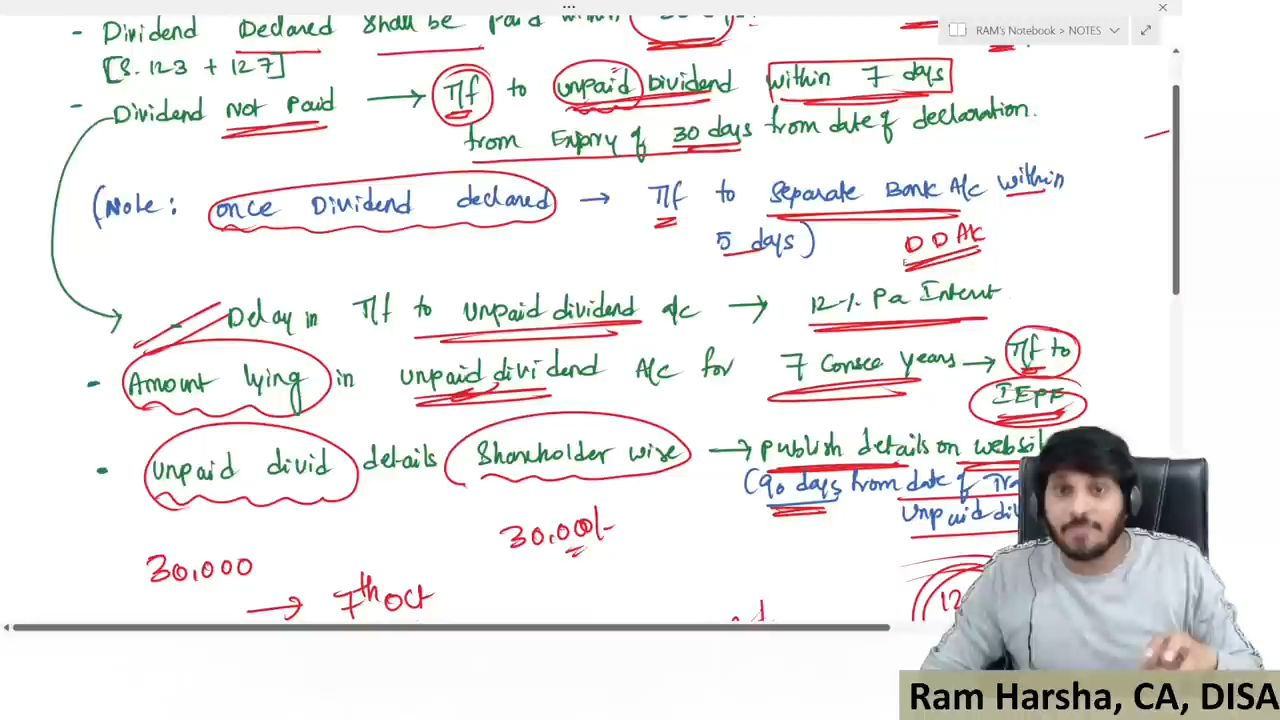 - Dividend Declared Shall be paid within
[S. 123 + 127]
- Dividend Not Paid → T/f to unpaid Dividend within 7 days
from Expiry of 30 days from date of declaration.
(Note: once Dividend declared → T/f to Separate Bank A/c within
5 days)
DD A/c
- Delay in T/f to unpaid dividend a/c → 12% Pa Interest
- Amount lying in unpaid dividend A/c for 7 Consec years → T/f to
IEPF
- unpaid divid details Shareholder wise → publish details on
(90 days from date of
unpaid
30,000/-
30,000
→ 7th Oct
12
RAM's Notebook > NOTES
Ram Harsha, CA, DISA